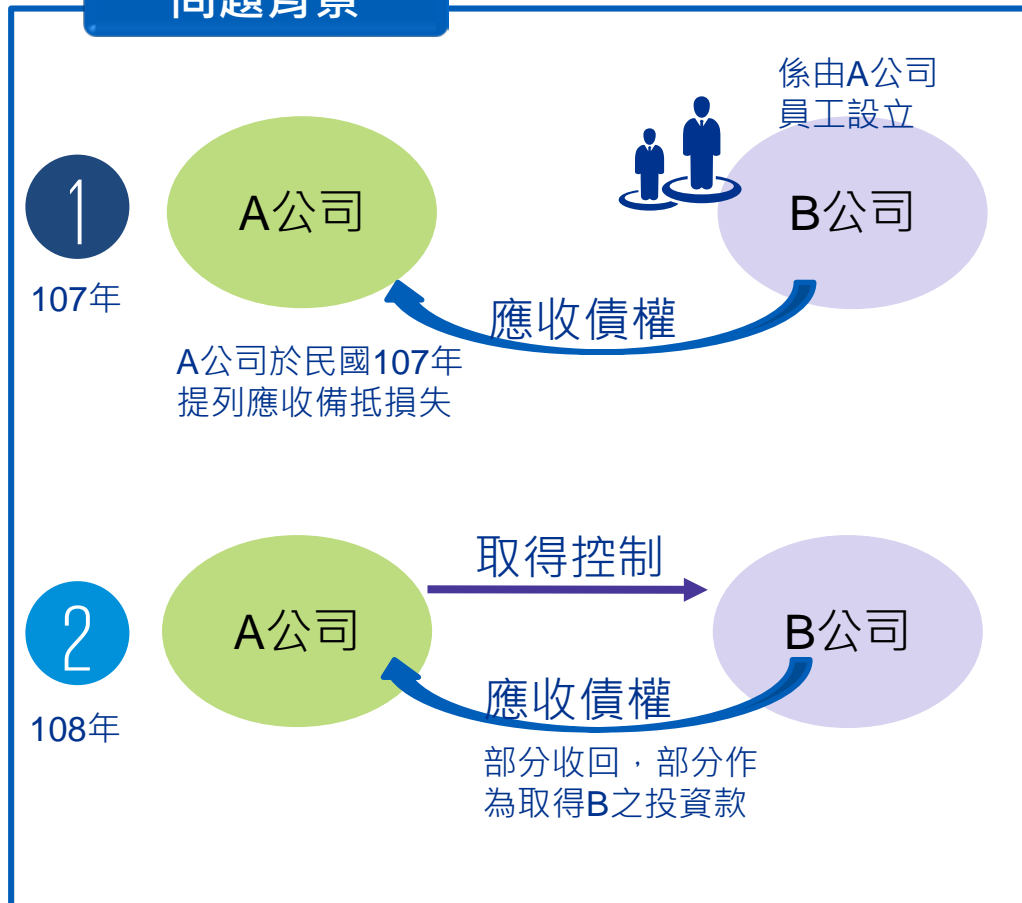 問題背景
係由A公司
員工設立
1
A公司
B公司
107年
應收債權
A公司於民國107年
提列應收備抵損失
取得控制
2
A公司
B公司
108年
應收債權
部分收回，部分作
為取得B之投資款